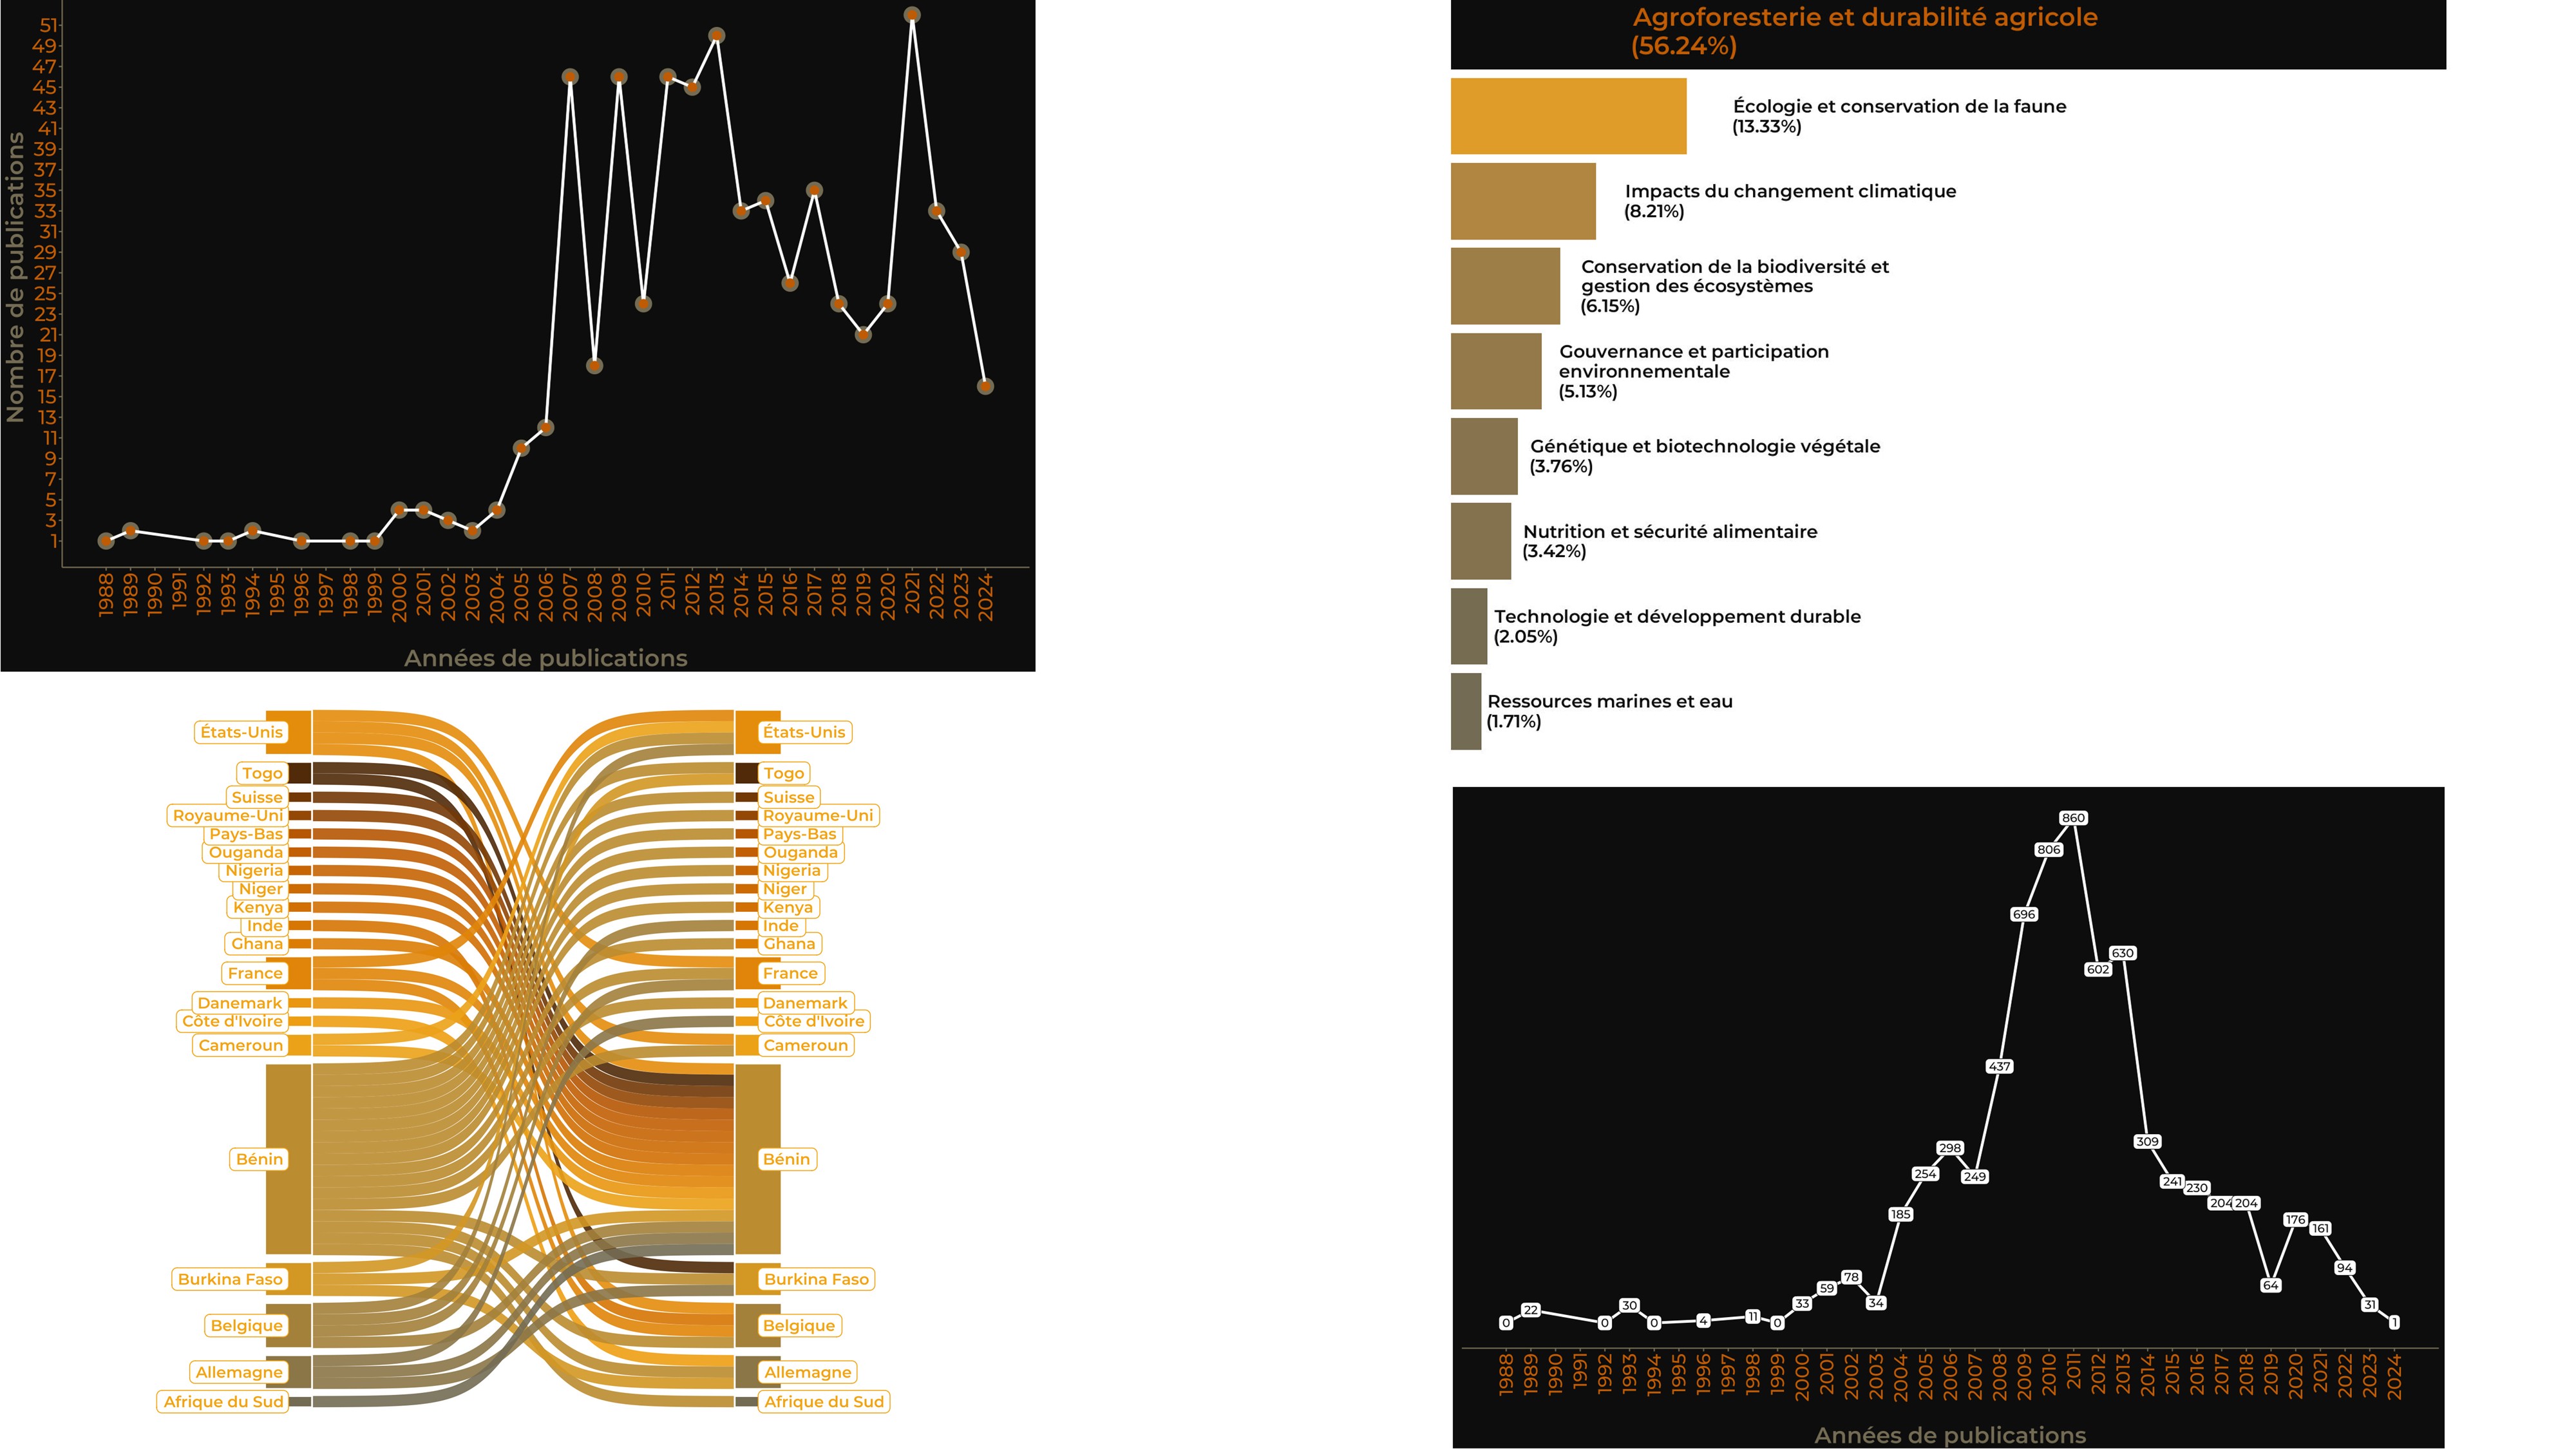 Nombre de publications
51
49
47
45
43
41
39
37
35
33
31
29
27
25
23
21
19
17
15
13
11
9
7
5
3
1
1988
1989
1990
1991
1992
1993
1994
1995
1996
1997
1998
1999
2000
2001
2002
2003
2004
2005
2006
2007
2008
2009
2010
2011
2012
2013
2014
2015
2016
2017
2018
2019
2020
2021
2022
2023
2024
Années de publications
Agroforesterie et durabilité agricole
(56.24%)
Écologie et conservation de la faune
(13.33%)
Impacts du changement climatique
(8.21%)
Conservation de la biodiversité et
gestion des écosystèmes
(6.15%)
Gouvernance et participation
environnementale
(5.13%)
Génétique et biotechnologie végétale
(3.76%)
Nutrition et sécurité alimentaire
(3.42%)
Technologie et développement durable
(2.05%)
Ressources marines et eau
(1.71%)
États-Unis
Togo
Suisse
Royaume-Uni
Pays-Bas
Ouganda
Nigeria
Niger
Kenya
Inde
Ghana
France
Danemark
Côte d'Ivoire
Cameroun
Bénin
Burkina Faso
Belgique
Allemagne
Afrique du Sud
États-Unis
Togo
Suisse
Royaume-Uni
Pays-Bas
Ouganda
Nigeria
Niger
Kenya
Inde
Ghana
France
Danemark
Côte d'Ivoire
Cameroun
Bénin
Burkina Faso
Belgique
Allemagne
Afrique du Sud
0
22
0
30
0
4
11
0
33
59
78
34
185
254
298
249
437
696
806
860
602
630
309
241
230
204
204
64
176
161
94
31
1
1988
1989
1990
1991
1992
1993
1994
1995
1996
1997
1998
1999
2000
2001
2002
2003
2004
2005
2006
2007
2008
2009
2010
2011
2012
2013
2014
2015
2016
2017
2018
2019
2020
2021
2022
2023
2024
Années de publications